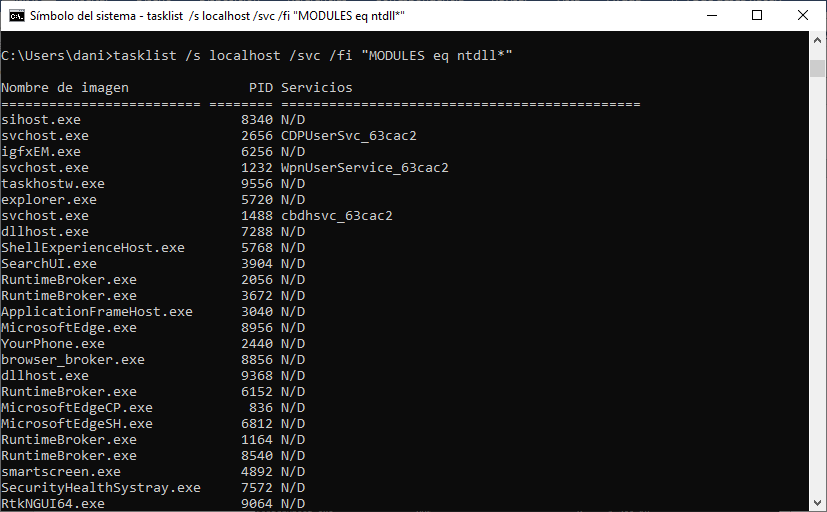 Símbolo del sistema - tasklist /s localhost /svc /fi "MODULES eq ntdll*"
C:\Users\dani>tasklist /s localhost /svc /fi "MODULES eq ntdll*"
Nombre de imagen               PID Servicios
========================= ======== =============================================
sihost.exe                    8340 N/D
svchost.exe                   2656 CDPUserSvc_63cac2
igfxEM.exe                    6256 N/D
svchost.exe                   1232 WpnUserService_63cac2
taskhostw.exe                 9556 N/D
explorer.exe                  5720 N/D
svchost.exe                   1488 cbdhsvc_63cac2
dllhost.exe                   7288 N/D
ShellExperienceHost.exe       5768 N/D
SearchUI.exe                  3904 N/D
RuntimeBroker.exe             2056 N/D
RuntimeBroker.exe             3672 N/D
ApplicationFrameHost.exe      3040 N/D
MicrosoftEdge.exe             8956 N/D
YourPhone.exe                 2440 N/D
browser_broker.exe            8856 N/D
dllhost.exe                   9368 N/D
RuntimeBroker.exe             6152 N/D
MicrosoftEdgeCP.exe            836 N/D
MicrosoftEdgeSH.exe           6812 N/D
RuntimeBroker.exe             1164 N/D
RuntimeBroker.exe             8540 N/D
smartscreen.exe               4892 N/D
SecurityHealthSystray.exe     7572 N/D
RtkNGUI64.exe                 9064 N/D